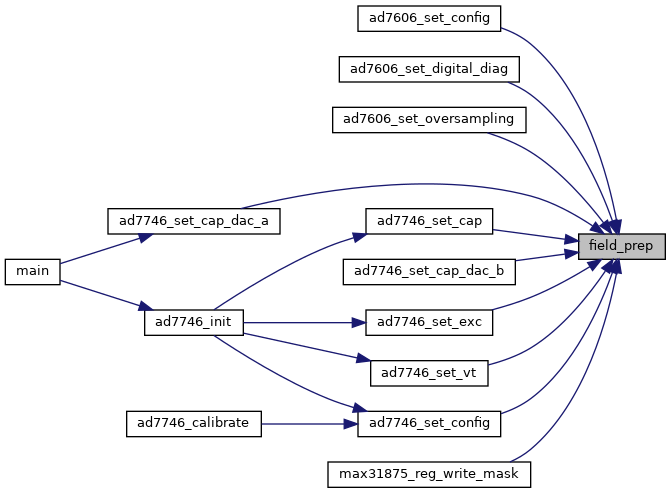 ad7606_set_config
ad7606_set_digital_diag
ad7606_set_oversampling
ad7746_set_cap_dac_a
ad7746_set_cap
field_prep
main
ad7746_set_cap_dac_b
ad7746_init
ad7746_set_exc
ad7746_set_vt
ad7746_calibrate
ad7746_set_config
max31875_reg_write_mask